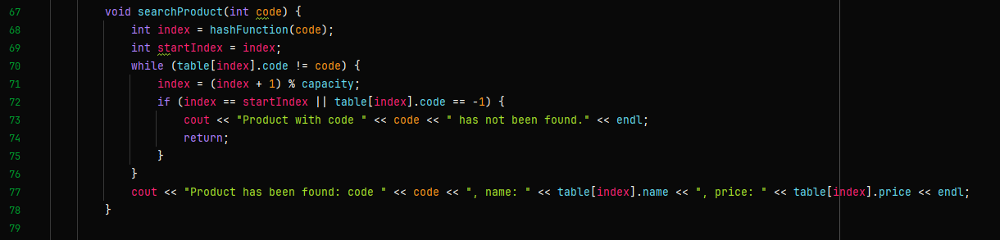 67 void searchProduct(int code) {
68 int index = hashFunction(code);
69 int startIndex = index;
70 while (table[index].code != code) {
71 index = (index + 1) % capacity;
72 if (index == startIndex || table[index].code == -1) {
73 cout << "Product with code " << code << " has not been found." << endl;
74 return;
75 }
76 }
77 cout << "Product has been found: code " << code << ", name: " << table[index].name << ", price: " << table[index].price << endl;
78 }
79